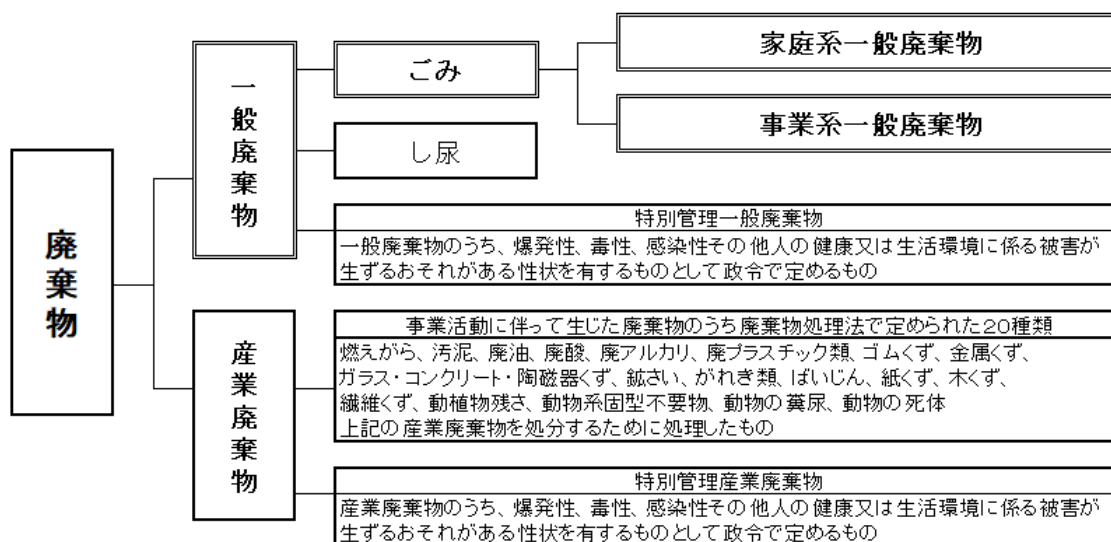 廃棄物
一般廃棄物
ごみ
家庭系一般廃棄物
事業系一般廃棄物
し尿
特別管理一般廃棄物
一般廃棄物のうち、爆発性、毒性、感染性その他人の健康又は生活環境に係る被害が
生ずるおそれがある性状を有するものとして政令で定めるもの
産業廃棄物
事業活動に伴って生じた廃棄物のうち廃棄物処理法で定められた20種類
燃えがら、汚泥、廃油、廃酸、廃アルカリ、廃プラスチック類、ゴムくず、金属くず、
ガラス・コンクリート・陶磁器くず、鉱さい、がれき類、ばいじん、紙くず、木くず、
繊維くず、動植物残さ、動物系固型不要物、動物の糞尿、動物の死体
上記の産業廃棄物を処分するために処理したもの
特別管理産業廃棄物
産業廃棄物のうち、爆発性、毒性、感染性その他人の健康又は生活環境に係る被害が
生ずるおそれがある性状を有するものとして政令で定めるもの